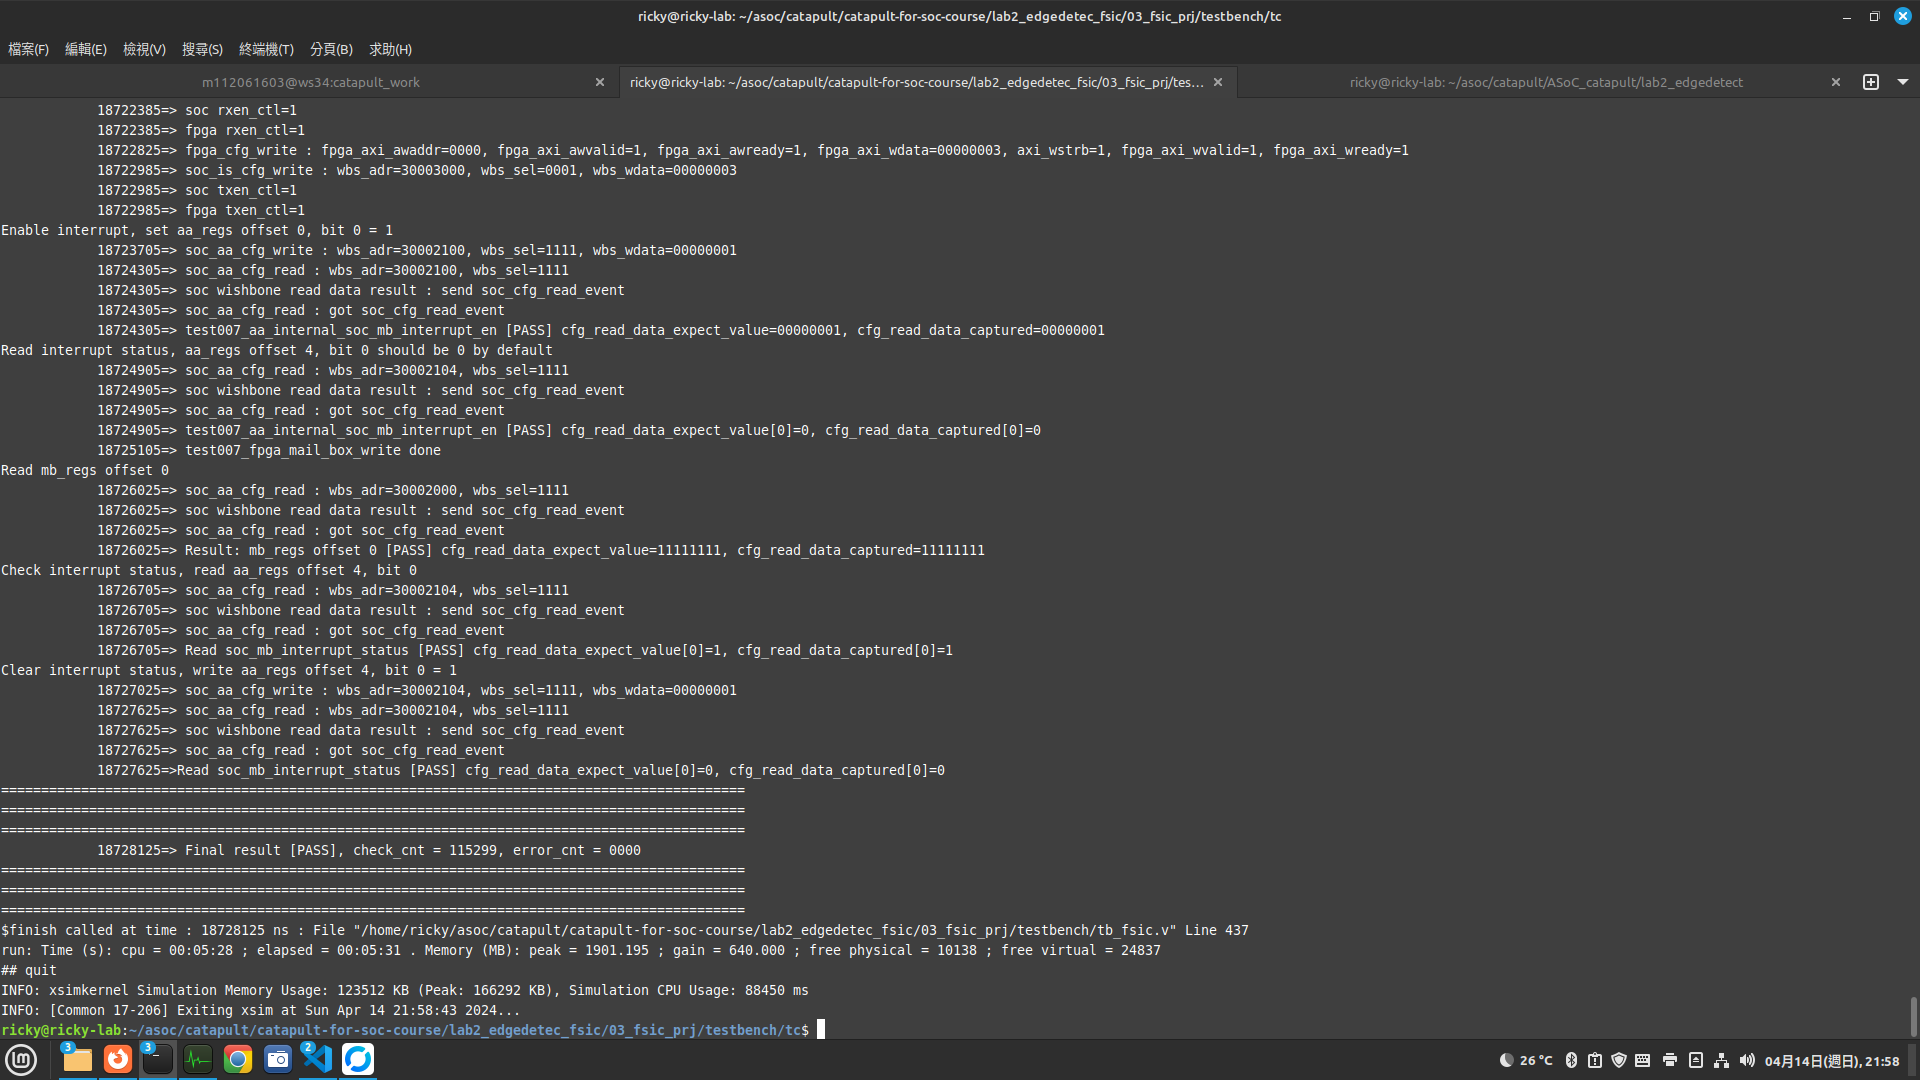 ricky@ricky-lab: ~/asoc/catapult/catapult-for-soc-course/lab2_edgedetec_fsic/03_fsic_prj/testbench/tc
檔案(F) 編輯(E) 檢視(V) 搜尋(S) 終端機(T) 分頁(B) 求助(H)
m112061603@ws34:catapult_work
ricky@ricky-lab: ~/asoc/catapult/catapult-for-soc-course/lab2_edgedetec_fsic/03_fsic_prj/tes...
ricky@ricky-lab: ~/asoc/catapult/ASoC_catapult/lab2_edgedetect
18722385=> soc rxen_ctl=1
18722385=> fpga rxen_ctl=1
18722825=> fpga_cfg_write : fpga_axi_awaddr=0000, fpga_axi_awvalid=1, fpga_axi_awready=1, fpga_axi_wdata=00000003, axi_wstrb=1, fpga_axi_wvalid=1, fpga_axi_wready=1
18722985=> soc_is_cfg_write : wbs_adr=30003000, wbs_sel=0001, wbs_wdata=00000003
18722985=> soc txen_ctl=1
18722985=> fpga txen_ctl=1
Enable interrupt, set aa_regs offset 0, bit 0 = 1
18723705=> soc_aa_cfg_write : wbs_adr=30002100, wbs_sel=1111, wbs_wdata=00000001
18724305=> soc_aa_cfg_read : wbs_adr=30002100, wbs_sel=1111
18724305=> soc wishbone read data result : send soc_cfg_read_event
18724305=> soc_aa_cfg_read : got soc_cfg_read_event
18724305=> test007_aa_internal_soc_mb_interrupt_en [PASS] cfg_read_data_expect_value=00000001, cfg_read_data_captured=00000001
Read interrupt status, aa_regs offset 4, bit 0 should be 0 by default
18724905=> soc_aa_cfg_read : wbs_adr=30002104, wbs_sel=1111
18724905=> soc wishbone read data result : send soc_cfg_read_event
18724905=> soc_aa_cfg_read : got soc_cfg_read_event
18724905=> test007_aa_internal_soc_mb_interrupt_en [PASS] cfg_read_data_expect_value[0]=0, cfg_read_data_captured[0]=0
18725105=> test007_fpga_mail_box_write done
Read mb_regs offset 0
18726025=> soc_aa_cfg_read : wbs_adr=30002000, wbs_sel=1111
18726025=> soc wishbone read data result : send soc_cfg_read_event
18726025=> soc_aa_cfg_read : got soc_cfg_read_event
18726025=> Result: mb_regs offset 0 [PASS] cfg_read_data_expect_value=11111111, cfg_read_data_captured=11111111
Check interrupt status, read aa_regs offset 4, bit 0
18726705=> soc_aa_cfg_read : wbs_adr=30002104, wbs_sel=1111
18726705=> soc wishbone read data result : send soc_cfg_read_event
18726705=> soc_aa_cfg_read : got soc_cfg_read_event
18726705=> Read soc_mb_interrupt_status [PASS] cfg_read_data_expect_value[0]=1, cfg_read_data_captured[0]=1
Clear interrupt status, write aa_regs offset 4, bit 0 = 1
18727025=> soc_aa_cfg_write : wbs_adr=30002104, wbs_sel=1111, wbs_wdata=00000001
18727625=> soc_aa_cfg_read : wbs_adr=30002104, wbs_sel=1111
18727625=> soc wishbone read data result : send soc_cfg_read_event
18727625=> soc_aa_cfg_read : got soc_cfg_read_event
18727625=>Read soc_mb_interrupt_status [PASS] cfg_read_data_expect_value[0]=0, cfg_read_data_captured[0]=0
=============================================================================================
=============================================================================================
=============================================================================================
18728125=> Final result [PASS], check_cnt = 115299, error_cnt = 0000
=============================================================================================
=============================================================================================
=============================================================================================
$finish called at time : 18728125 ns : File "/home/ricky/asoc/catapult/catapult-for-soc-course/lab2_edgedetec_fsic/03_fsic_prj/testbench/tb_fsic.v" Line 437
run: Time (s): cpu = 00:05:28 ; elapsed = 00:05:31 . Memory (MB): peak = 1901.195 ; gain = 640.000 ; free physical = 10138 ; free virtual = 24837
## quit
INFO: xsimkernel Simulation Memory Usage: 123512 KB (Peak: 166292 KB), Simulation CPU Usage: 88450 ms
INFO: [Common 17-206] Exiting xsim at Sun Apr 14 21:58:43 2024...
ricky@ricky-lab:~/asoc/catapult/catapult-for-soc-course/lab2_edgedetec_fsic/03_fsic_prj/testbench/tc$
3 3 2 26 °C 04月14日(週日), 21:58